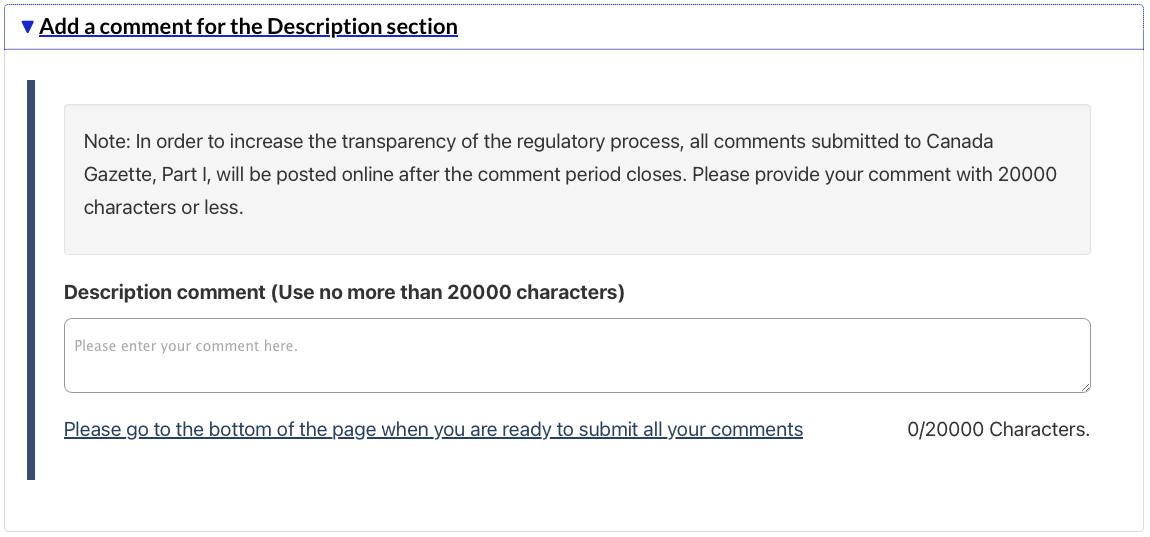 Add a comment for the Description section
Note: In order to increase the transparency of the regulatory process, all comments submitted to Canada
Gazette, Part I, will be posted online after the comment period closes. Please provide your comment with 20000
characters or less.
Description comment (Use no more than 20000 characters)
Please enter your comment here.
Please go to the bottom of the page when you are ready to submit all your comments 0/20000 Characters.